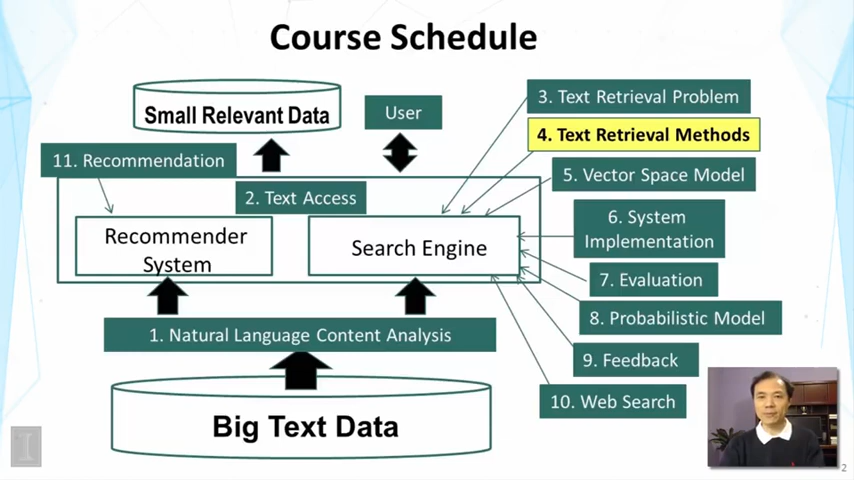 Course Schedule
Small Relevant Data
User
3. Text Retrieval Problem
4. Text Retrieval Methods
11. Recommendation
5. Vector Space Model
2. Text Access
Recommender
System
Search Engine
6. System
Implementation
7. Evaluation
8. Probabilistic Model
1. Natural Language Content Analysis
9. Feedback
10. Web Search
Big Text Data
I
2